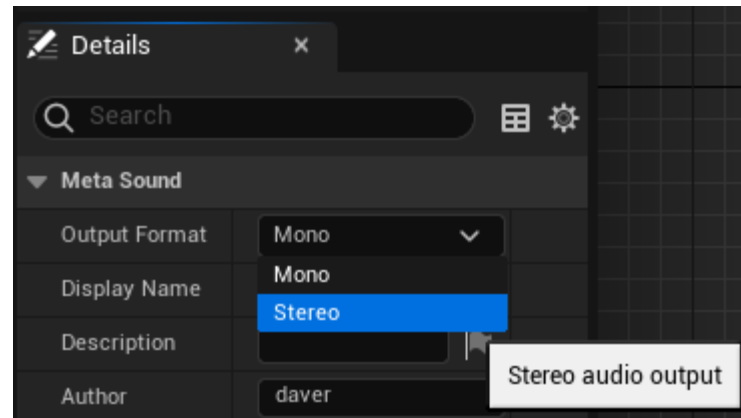 Details
Search
Meta Sound
Output Format
Mono
Mono
Display Name
Stereo
Description
Stereo audio output
Author
daver